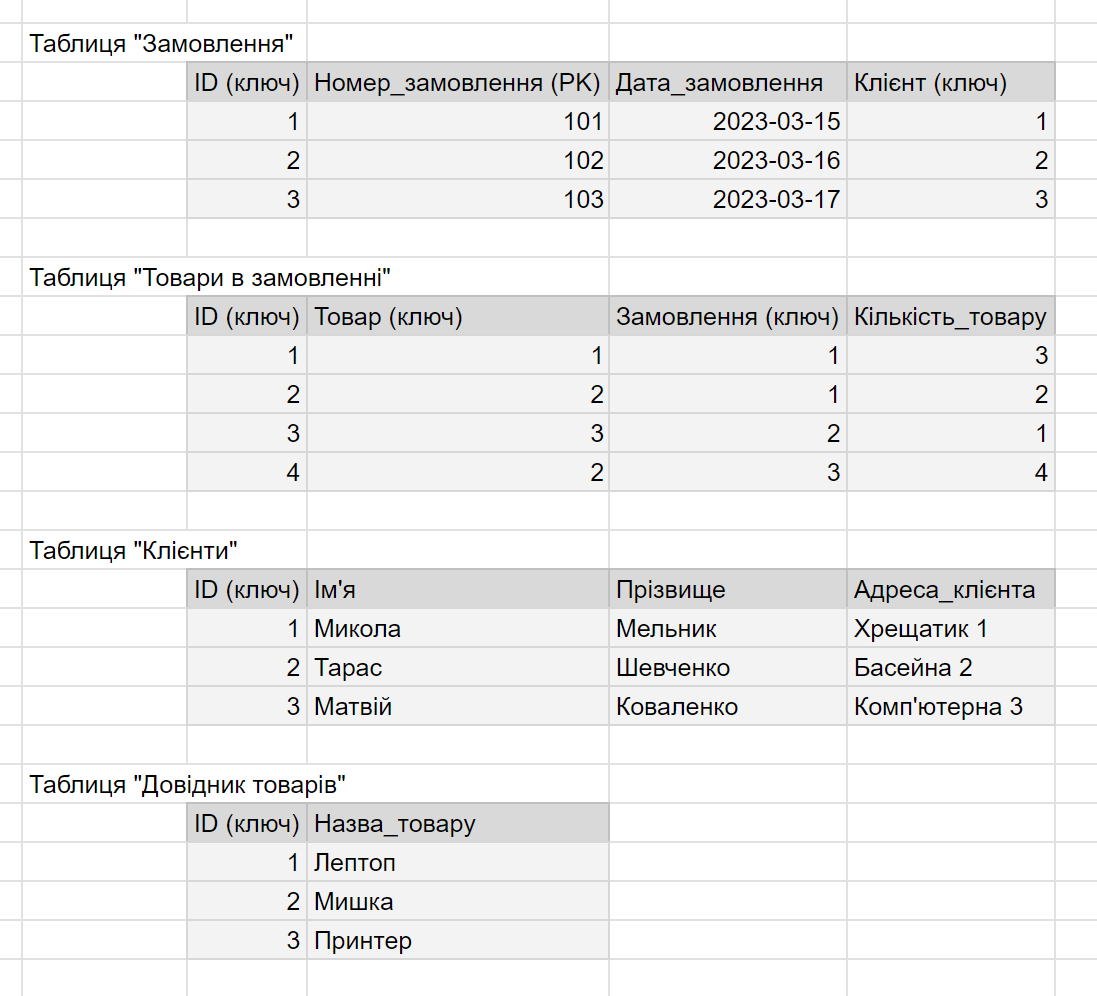 Таблиця "Замовлення"
ID (ключ) Номер_замовлення (PK) Дата_замовлення Клієнт (ключ)
1 101 2023-03-15 1
2 102 2023-03-16 2
3 103 2023-03-17 3
Таблиця "Товари в замовленні"
ID (ключ) Товар (ключ) Замовлення (ключ) Кількість_товару
1 1 1 3
2 2 1 2
3 3 2 1
4 2 3 4
Таблиця "Клієнти"
ID (ключ) Ім'я Прізвище Адреса_клієнта
1 Микола Мельник Хрещатик 1
2 Тарас Шевченко Басейна 2
3 Матвій Коваленко Комп'ютерна 3
Таблиця "Довідник товарів"
ID (ключ) Назва_товару
1 Лептоп
2 Мишка
3 Принтер